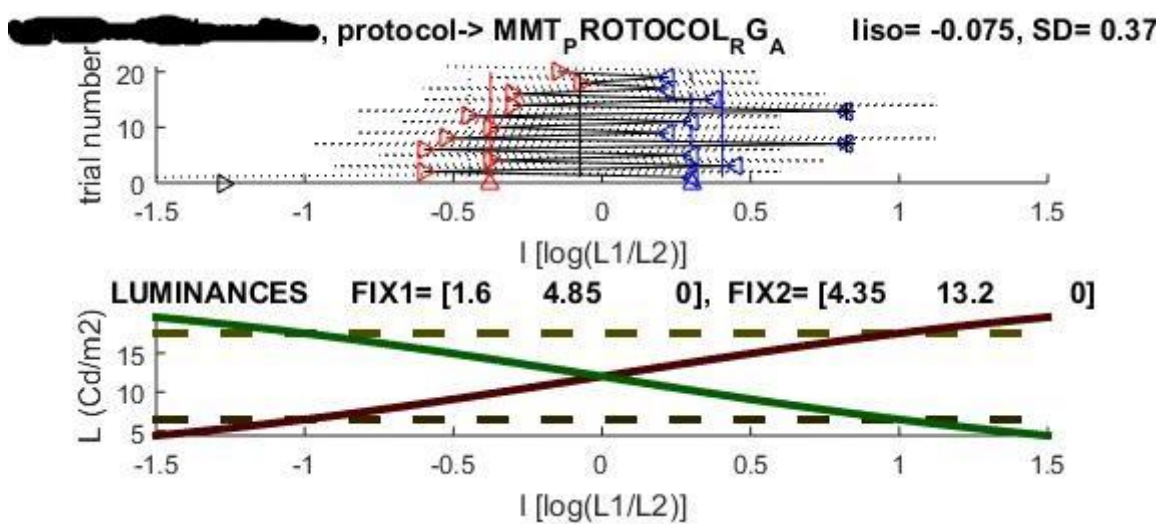 , protocol-> MMT_PROTOCOL_RG_A liso= -0.075, SD= 0.37
trial number
20
10
0
-1.5 -1 -0.5 0 0.5 1 1.5
I [log(L1/L2)]
LUMINANCES FIX1= [1.6 4.85 0], FIX2= [4.35 13.2 0]
L (Cd/m2)
15
10
5
-1.5 -1 -0.5 0 0.5 1 1.5
I [log(L1/L2)]